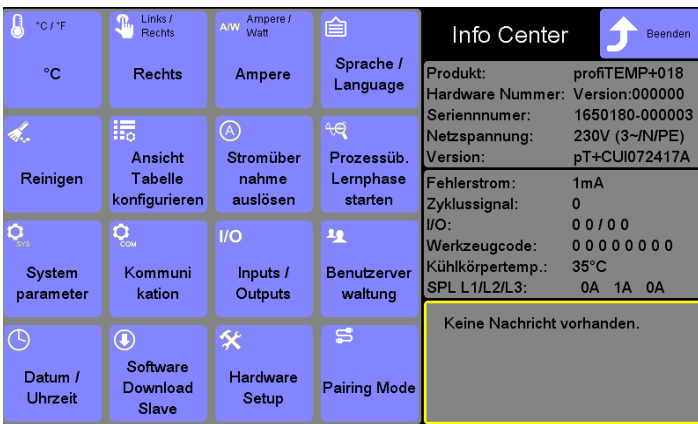 °C / °F
°C
Links /
Rechts
Rechts
A/W
Ampere /
Watt
Ampere
Sprache /
Language
Reinigen
Ansicht
Tabelle
konfigurieren
A
Stromüber
nahme
auslösen
Prozessüb.
Lernphase
starten
SYS
System
parameter
COM
Kommuni
kation
I/O
Inputs /
Outputs
Benutzerver
waltung
Datum /
Uhrzeit
Software
Download
Slave
Hardware
Setup
Pairing Mode
Info Center
Beenden
Produkt: profiTEMP+018
Hardware Nummer: Version:000000
Seriennnumer: 1650180-000003
Netzspannung: 230V (3~/N/PE)
Version: pT+CUI072417A
Fehlerstrom: 1mA
Zyklussignal: 0
I/O: 0 0 / 0 0
Werkzeugcode: 0 0 0 0 0 0 0 0
Kühlkörpertemp.: 35°C
SPL L1/L2/L3: 0A 1A 0A
Keine Nachricht vorhanden.